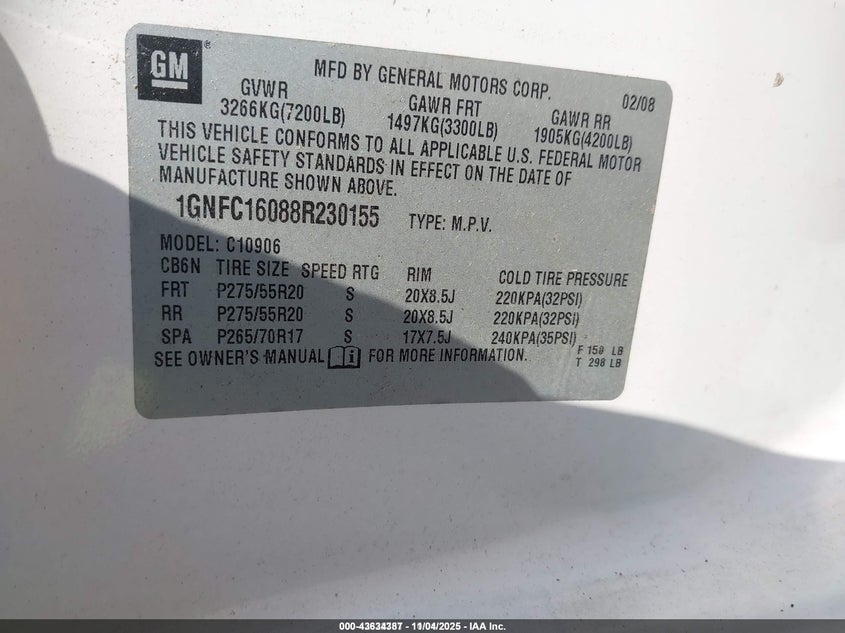 GM®
MFD BY GENERAL MOTORS CORP. 02/08
GVWR GAWR FRT GAWR RR
3266KG(7200LB) 1497KG(3300LB) 1905KG(4200LB)
THIS VEHICLE CONFORMS TO ALL APPLICABLE U.S. FEDERAL MOTOR
VEHICLE SAFETY STANDARDS IN EFFECT ON THE DATE OF
MANUFACTURE SHOWN ABOVE.
1GNFC16088R230155 TYPE: M.P.V.
MODEL: C10906
CB6N TIRE SIZE SPEED RTG RIM COLD TIRE PRESSURE
FRT P275/55R20 S 20X8.5J 220KPA(32PSI)
RR P275/55R20 S 20X8.5J 220KPA(32PSI)
SPA P265/70R17 S 17X7.5J 240KPA(35PSI)
SEE OWNER'S MANUAL i FOR MORE INFORMATION.
F 150 LB
T 298 LB
000-43634387 - 11/04/2025 - IAA Inc.